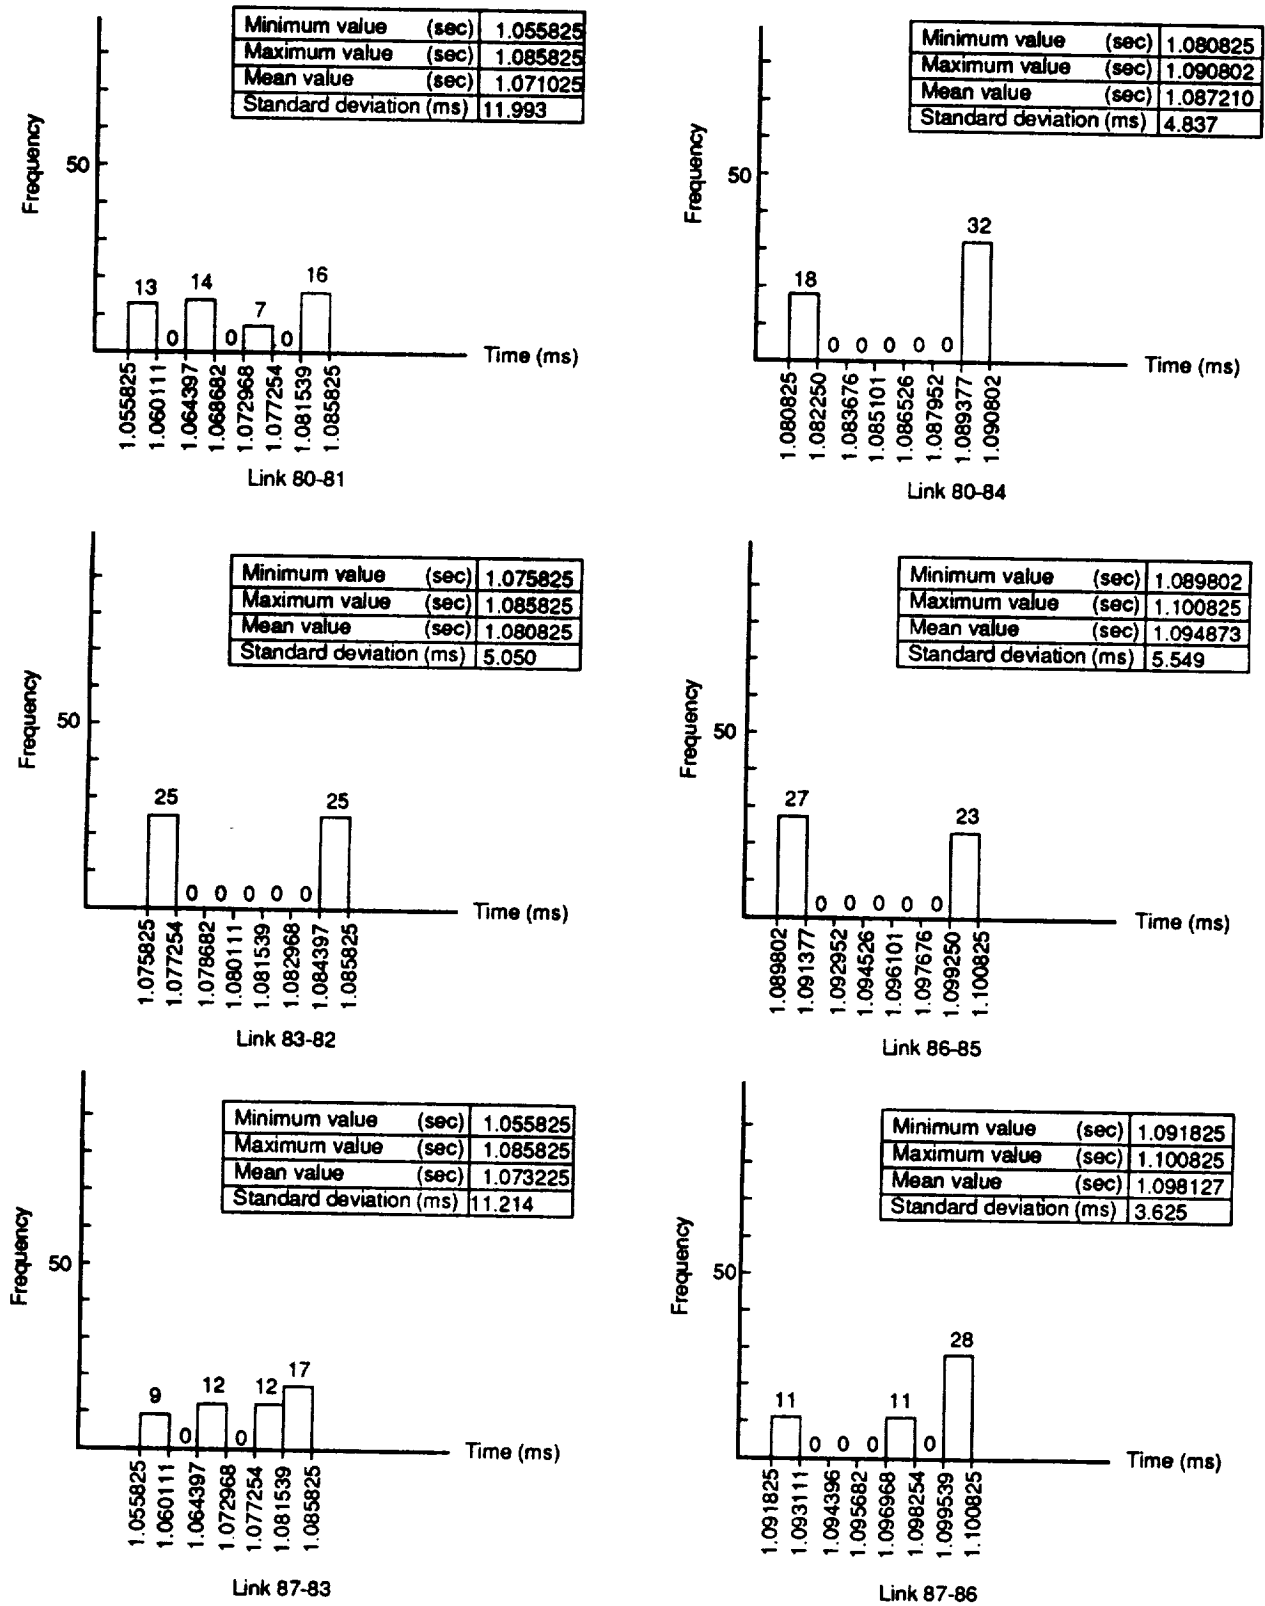 Minimum value (sec) 1.055825
Maximum value (sec) 1.085825
Mean value (sec) 1.071025
Standard deviation (ms) 11.993
Frequency
50
13
0
14
0
7
0
16
Time (ms)
1.055825
1.060111
1.064397
1.068682
1.072968
1.077254
1.081539
1.085825
Link 80-81
Minimum value (sec) 1.080825
Maximum value (sec) 1.090802
Mean value (sec) 1.087210
Standard deviation (ms) 4.837
Frequency
50
18
0 0 0 0 0
32
Time (ms)
1.080825
1.082250
1.083676
1.085101
1.086526
1.087952
1.089377
1.090802
Link 80-84
Minimum value (sec) 1.075825
Maximum value (sec) 1.085825
Mean value (sec) 1.080825
Standard deviation (ms) 5.050
Frequency
50
25
0 0 0 0 0
25
Time (ms)
1.075825
1.077254
1.078682
1.080111
1.081539
1.082968
1.084397
1.085825
Link 83-82
Minimum value (sec) 1.089802
Maximum value (sec) 1.100825
Mean value (sec) 1.094873
Standard deviation (ms) 5.549
Frequency
50
27
0 0 0 0 0
23
Time (ms)
1.089802
1.091377
1.092952
1.094526
1.096101
1.097676
1.099250
1.100825
Link 86-85
Minimum value (sec) 1.055825
Maximum value (sec) 1.085825
Mean value (sec) 1.073225
Standard deviation (ms) 11.214
Frequency
50
9
0
12
0
12
17
Time (ms)
1.055825
1.060111
1.064397
1.072968
1.077254
1.081539
1.085825
Link 87-83
Minimum value (sec) 1.091825
Maximum value (sec) 1.100825
Mean value (sec) 1.098127
Standard deviation (ms) 3.625
Frequency
50
11
0 0 0
11
0
28
Time (ms)
1.091825
1.093111
1.094396
1.095682
1.096968
1.098254
1.099539
1.100825
Link 87-86